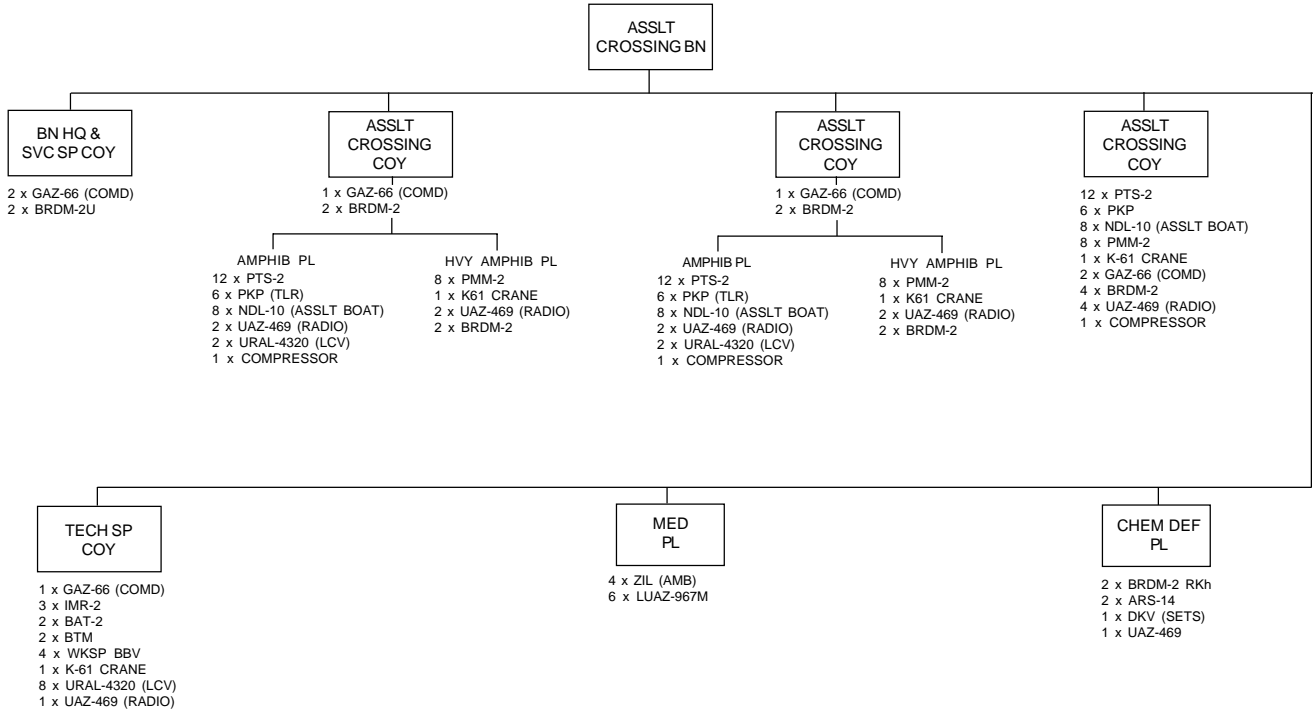 ASSLT
CROSSING BN
BN HQ &
SVC SP COY
2 x GAZ-66 (COMD)
2 x BRDM-2U
ASSLT
CROSSING
COY
1 x GAZ-66 (COMD)
2 x BRDM-2
AMPHIB PL
12 x PTS-2
6 x PKP (TLR)
8 x NDL-10 (ASSLT BOAT)
2 x UAZ-469 (RADIO)
2 x URAL-4320 (LCV)
1 x COMPRESSOR
HVY AMPHIB PL
8 x PMM-2
1 x K61 CRANE
2 x UAZ-469 (RADIO)
2 x BRDM-2
ASSLT
CROSSING
COY
1 x GAZ-66 (COMD)
2 x BRDM-2
AMPHIB PL
12 x PTS-2
6 x PKP (TLR)
8 x NDL-10 (ASSLT BOAT)
2 x UAZ-469 (RADIO)
2 x URAL-4320 (LCV)
1 x COMPRESSOR
HVY AMPHIB PL
8 x PMM-2
1 x K61 CRANE
2 x UAZ-469 (RADIO)
2 x BRDM-2
ASSLT
CROSSING
COY
12 x PTS-2
6 x PKP
8 x NDL-10 (ASSLT BOAT)
8 x PMM-2
1 x K-61 CRANE
2 x GAZ-66 (COMD)
4 x BRDM-2
4 x UAZ-469 (RADIO)
1 x COMPRESSOR
TECH SP
COY
1 x GAZ-66 (COMD)
3 x IMR-2
2 x BAT-2
2 x BTM
4 x WKSP BBV
1 x K-61 CRANE
8 x URAL-4320 (LCV)
1 x UAZ-469 (RADIO)
MED
PL
4 x ZIL (AMB)
6 x LUAZ-967M
CHEM DEF
PL
2 x BRDM-2 RKh
2 x ARS-14
1 x DKV (SETS)
1 x UAZ-469